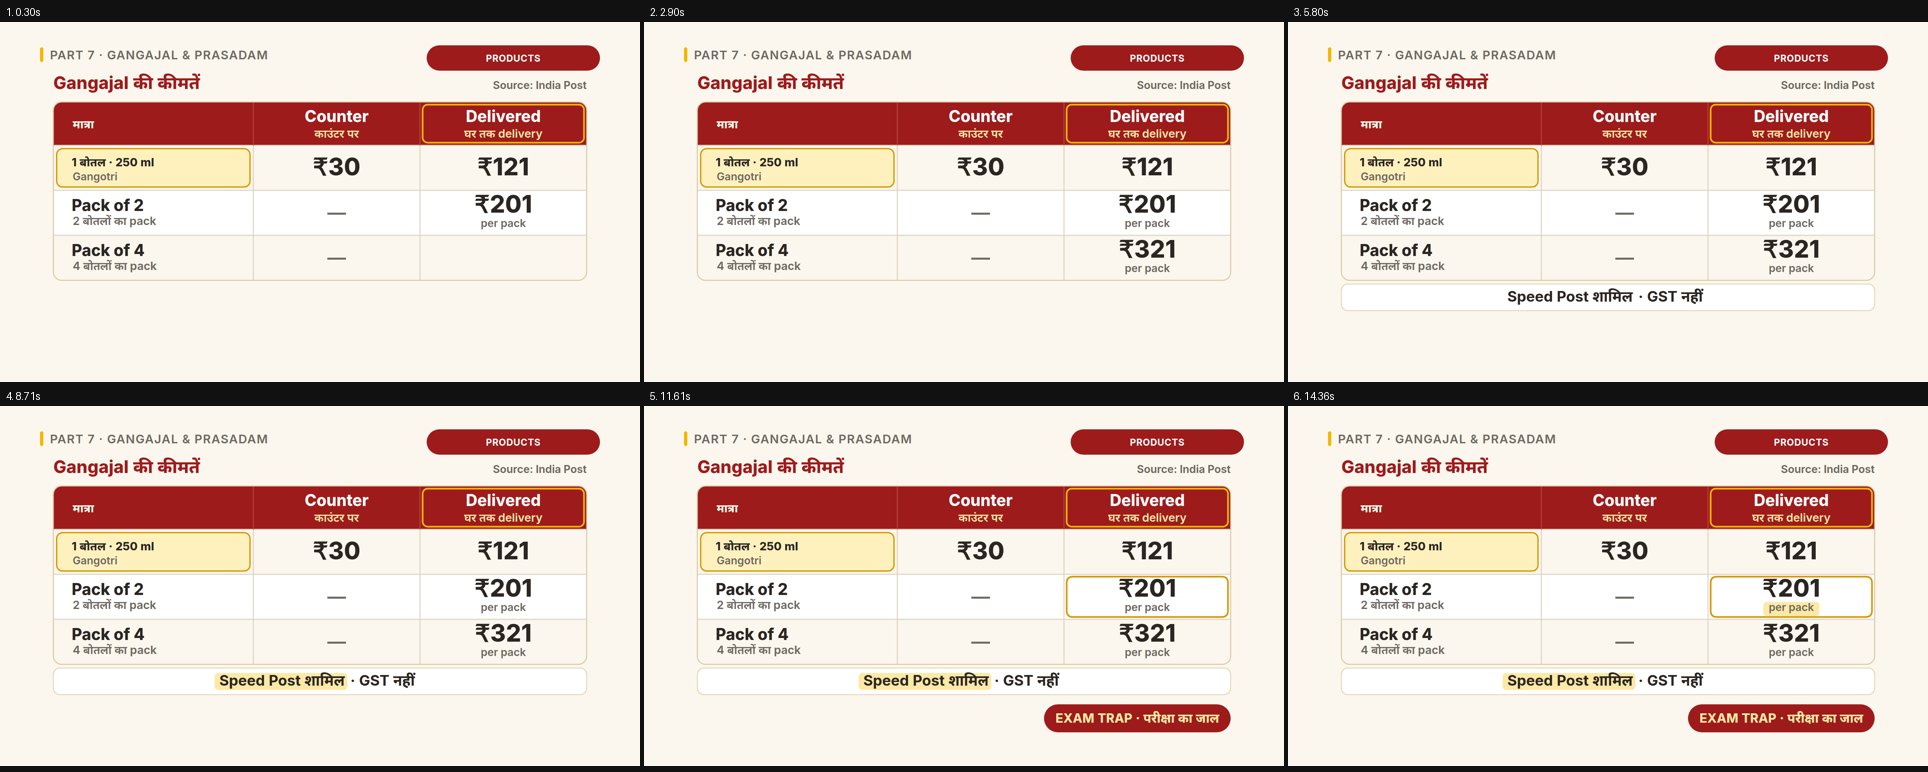 1. 0.30s
PART 7 · GANGAJAL & PRASADAM
PRODUCTS
Gangajal की कीमतें
Source: India Post
मात्रा
Counter
काउंटर पर
Delivered
घर तक delivery
1 बोतल · 250 ml
Gangotri
₹30
₹121
Pack of 2
2 बोतलों का pack
—
₹201
per pack
Pack of 4
4 बोतलों का pack
—
2. 2.90s
PART 7 · GANGAJAL & PRASADAM
PRODUCTS
Gangajal की कीमतें
Source: India Post
मात्रा
Counter
काउंटर पर
Delivered
घर तक delivery
1 बोतल · 250 ml
Gangotri
₹30
₹121
Pack of 2
2 बोतलों का pack
—
₹201
per pack
Pack of 4
4 बोतलों का pack
—
₹321
per pack
3. 5.80s
PART 7 · GANGAJAL & PRASADAM
PRODUCTS
Gangajal की कीमतें
Source: India Post
मात्रा
Counter
काउंटर पर
Delivered
घर तक delivery
1 बोतल · 250 ml
Gangotri
₹30
₹121
Pack of 2
2 बोतलों का pack
—
₹201
per pack
Pack of 4
4 बोतलों का pack
—
₹321
per pack
Speed Post शामिल · GST नहीं
4. 8.71s
PART 7 · GANGAJAL & PRASADAM
PRODUCTS
Gangajal की कीमतें
Source: India Post
मात्रा
Counter
काउंटर पर
Delivered
घर तक delivery
1 बोतल · 250 ml
Gangotri
₹30
₹121
Pack of 2
2 बोतलों का pack
—
₹201
per pack
Pack of 4
4 बोतलों का pack
—
₹321
per pack
Speed Post शामिल · GST नहीं
5. 11.61s
PART 7 · GANGAJAL & PRASADAM
PRODUCTS
Gangajal की कीमतें
Source: India Post
मात्रा
Counter
काउंटर पर
Delivered
घर तक delivery
1 बोतल · 250 ml
Gangotri
₹30
₹121
Pack of 2
2 बोतलों का pack
—
₹201
per pack
Pack of 4
4 बोतलों का pack
—
₹321
per pack
Speed Post शामिल · GST नहीं
EXAM TRAP · परीक्षा का जाल
6. 14.36s
PART 7 · GANGAJAL & PRASADAM
PRODUCTS
Gangajal की कीमतें
Source: India Post
मात्रा
Counter
काउंटर पर
Delivered
घर तक delivery
1 बोतल · 250 ml
Gangotri
₹30
₹121
Pack of 2
2 बोतलों का pack
—
₹201
per pack
Pack of 4
4 बोतलों का pack
—
₹321
per pack
Speed Post शामिल · GST नहीं
EXAM TRAP · परीक्षा का जाल